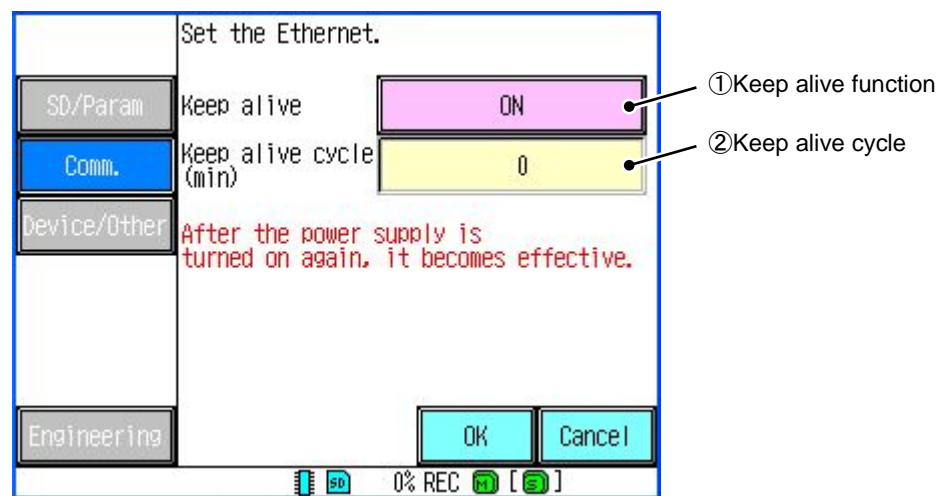 Set the Ethernet.
SD/Param
Keep alive
ON
①Keep alive function
Comm.
Keep alive cycle
(min)
0
②Keep alive cycle
Device/Other
After the power supply is
turned on again, it becomes effective.
Engineering
OK
Cancel
SD 0% REC M [S]